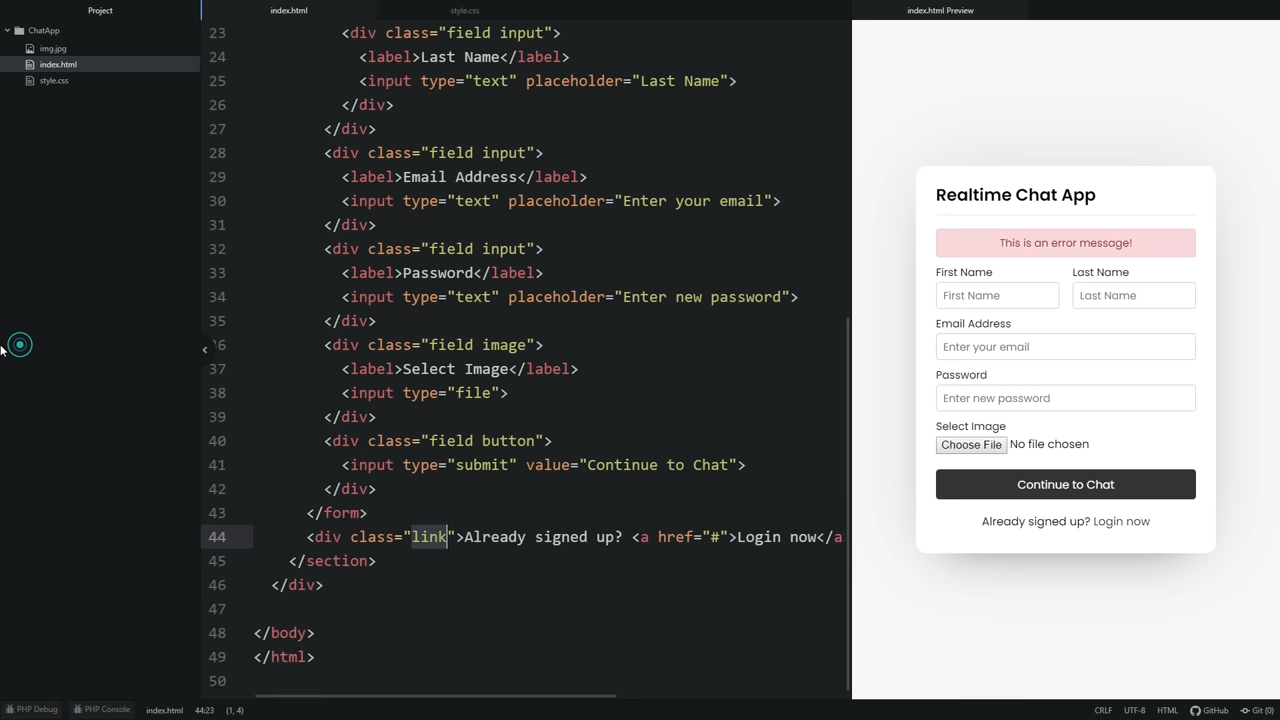 Project
index.html
style.css
index.html Preview
ChatApp
img.jpg
index.html
style.css
23 <div class="field input">
24 <label>Last Name</label>
25 <input type="text" placeholder="Last Name">
26 </div>
27 </div>
28 <div class="field input">
29 <label>Email Address</label>
30 <input type="text" placeholder="Enter your email">
31 </div>
32 <div class="field input">
33 <label>Password</label>
34 <input type="text" placeholder="Enter new password">
35 </div>
36 <div class="field image">
37 <label>Select Image</label>
38 <input type="file">
39 </div>
40 <div class="field button">
41 <input type="submit" value="Continue to Chat">
42 </div>
43 </form>
44 <div class="link">Already signed up? <a href="#">Login now</a
45 </section>
46 </div>
47
48 </body>
49 </html>
50
Realtime Chat App
This is an error message!
First Name Last Name
First Name Last Name
Email Address
Enter your email
Password
Enter new password
Select Image
Choose File No file chosen
Continue to Chat
Already signed up? Login now
PHP Debug PHP Console index.html 44:23 (1, 4) CRLF UTF-8 HTML GitHub Git (0)